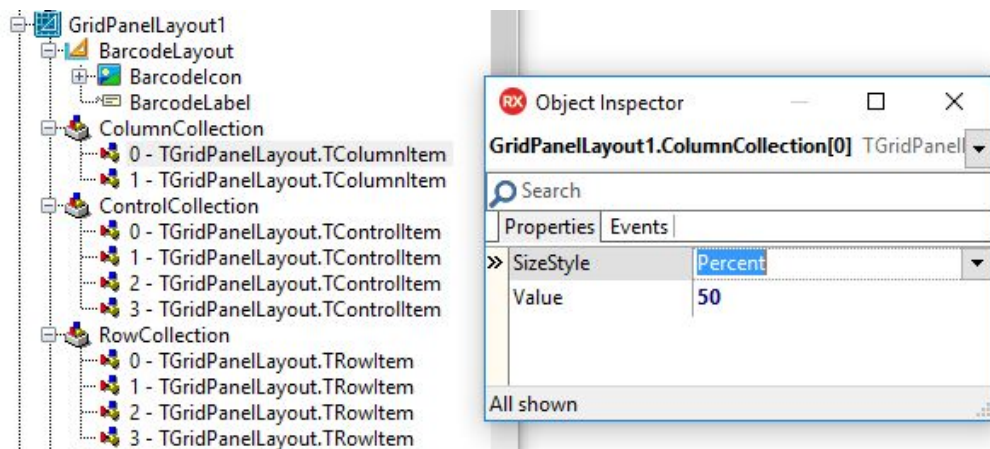 GridPanelLayout1
BarcodeLayout
BarcodeIcon
BarcodeLabel
ColumnCollection
0 - TGridPanelLayout.TColumnItem
1 - TGridPanelLayout.TColumnItem
ControlCollection
0 - TGridPanelLayout.TControlItem
1 - TGridPanelLayout.TControlItem
2 - TGridPanelLayout.TControlItem
3 - TGridPanelLayout.TControlItem
RowCollection
0 - TGridPanelLayout.TRowItem
1 - TGridPanelLayout.TRowItem
2 - TGridPanelLayout.TRowItem
3 - TGridPanelLayout.TRowItem
RX Object Inspector
GridPanelLayout1.ColumnCollection[0] TGridPanell
Search
Properties Events
SizeStyle Percent
Value 50
All shown